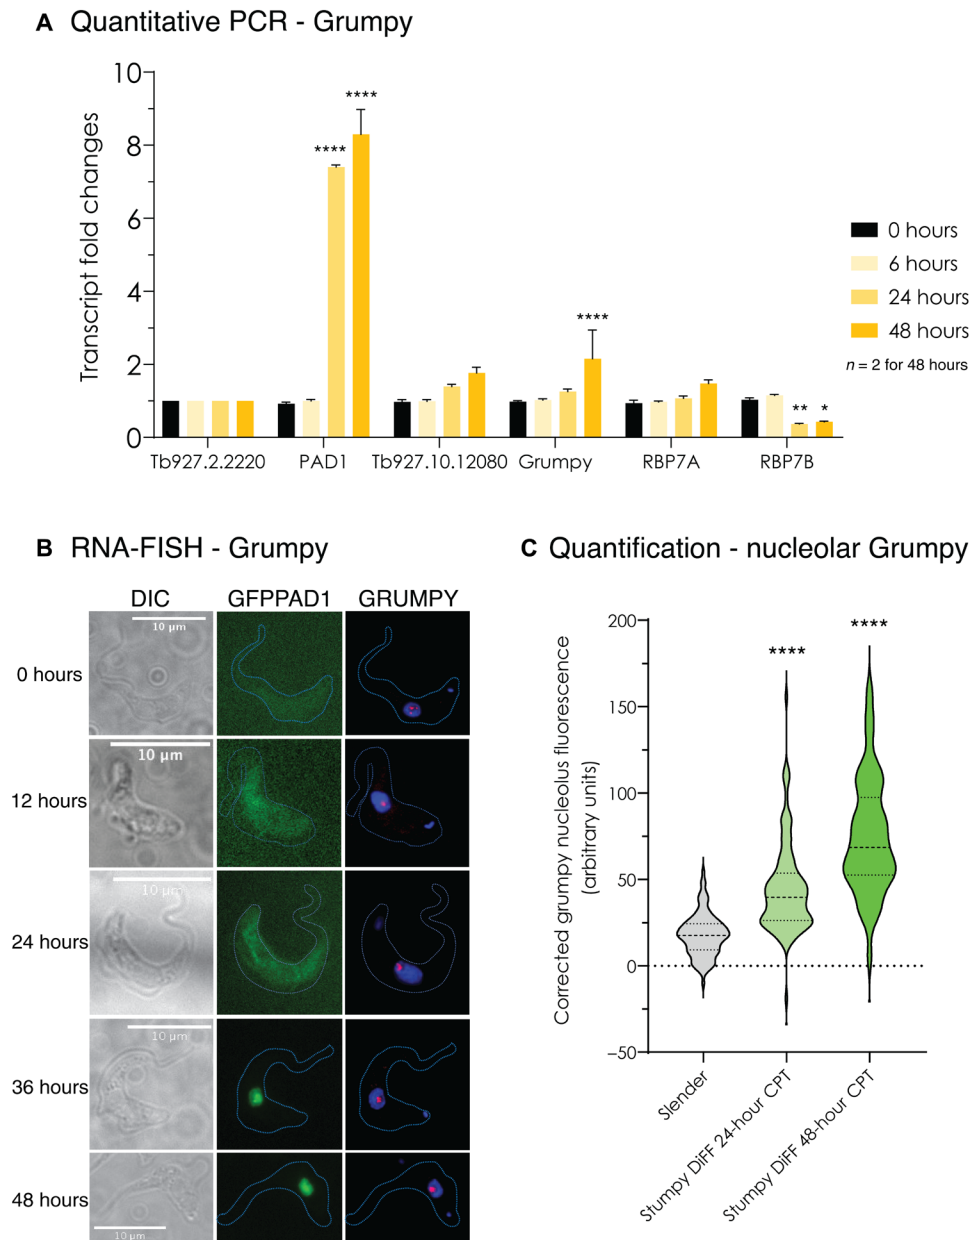 A Quantitative PCR - Grumpy
Transcript fold changes
10
8
6
4
2
0
**** ****
****
** *
Tb927.2.2220 PAD1 Tb927.10.12080 Grumpy RBP7A RBP7B
0 hours
6 hours
24 hours
48 hours
n = 2 for 48 hours
B RNA-FISH - Grumpy
DIC GFPPAD1 GRUMPY
0 hours
10 µm
12 hours
10 µm
24 hours
10 µm
36 hours
10 µm
48 hours
10 µm
C Quantification - nucleolar Grumpy
Corrected grumpy nucleolus fluorescence
(arbitrary units)
200
150
100
50
0
−50
**** ****
Slender
Stumpy DiFF 24-hour CPT
Stumpy DiFF 48-hour CPT